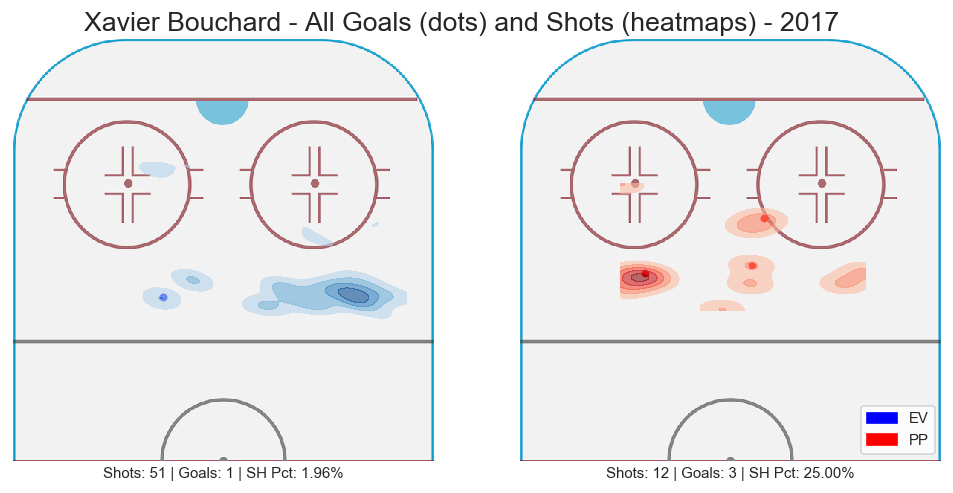 Xavier Bouchard - All Goals (dots) and Shots (heatmaps) - 2017
EV
PP
Shots: 51 | Goals: 1 | SH Pct: 1.96%
Shots: 12 | Goals: 3 | SH Pct: 25.00%